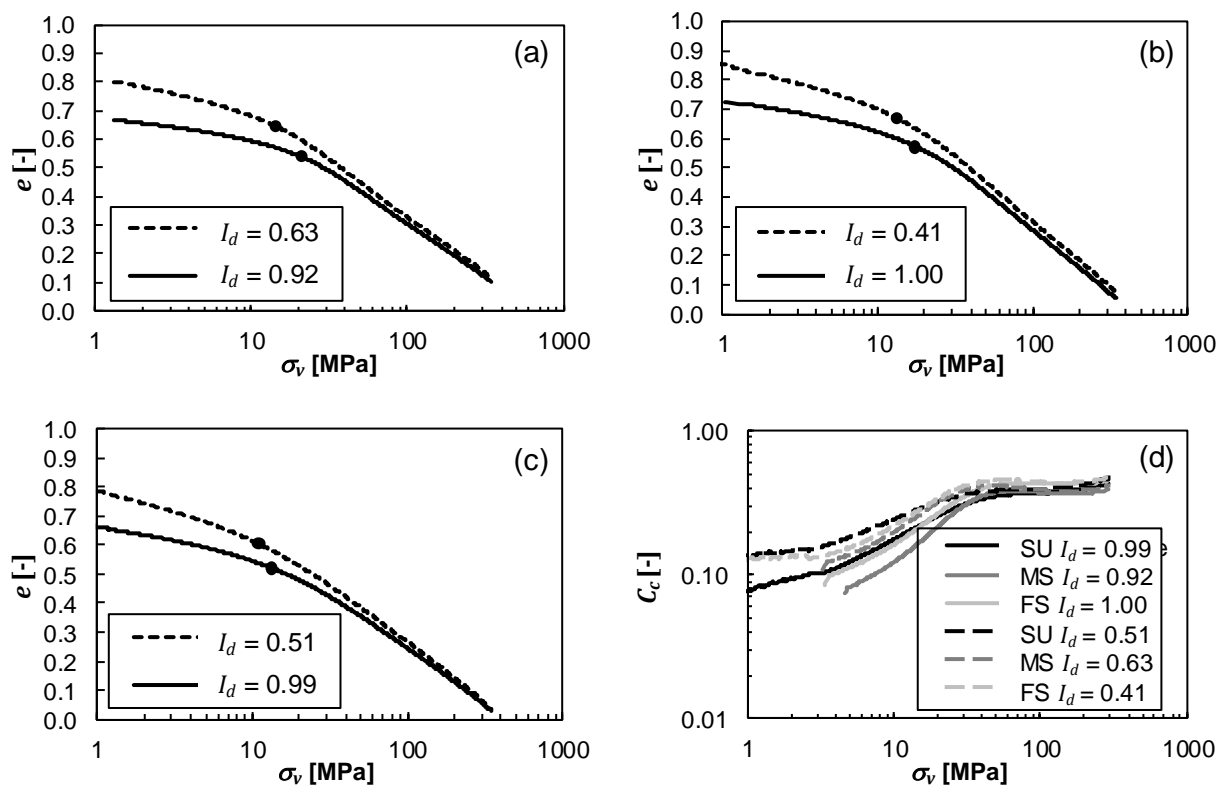 1.0
0.9
0.8
0.7
0.6
0.5
0.4
0.3
0.2
0.1
0.0
e [-]
(a)
I_d = 0.63
I_d = 0.92
1 10 100 1000
σ_v [MPa]
1.0
0.9
0.8
0.7
0.6
0.5
0.4
0.3
0.2
0.1
0.0
e [-]
(b)
I_d = 0.41
I_d = 1.00
1 10 100 1000
σ_v [MPa]
1.0
0.9
0.8
0.7
0.6
0.5
0.4
0.3
0.2
0.1
0.0
e [-]
(c)
I_d = 0.51
I_d = 0.99
1 10 100 1000
σ_v [MPa]
1.00
0.10
0.01
C_c [-]
(d)
SU I_d = 0.99 e
MS I_d = 0.92
FS I_d = 1.00
SU I_d = 0.51
MS I_d = 0.63
FS I_d = 0.41
1 10 100 1000
σ_v [MPa]